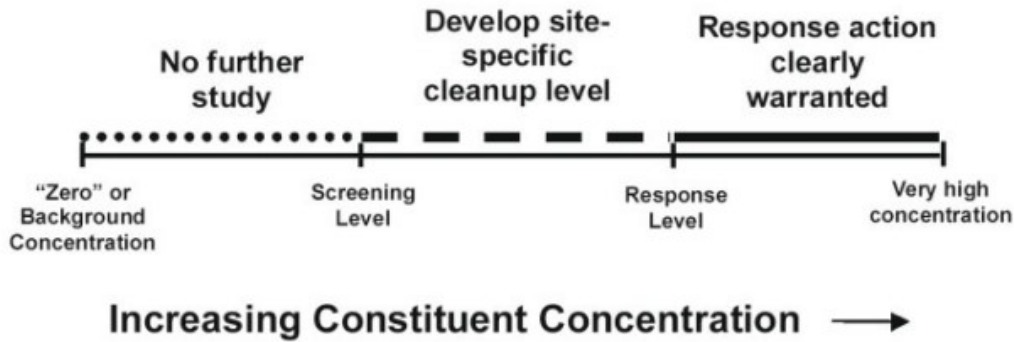 No further
study
Develop site-
specific
cleanup level
Response action
clearly
warranted
“Zero” or
Background
Concentration
Screening
Level
Response
Level
Very high
concentration
Increasing Constituent Concentration